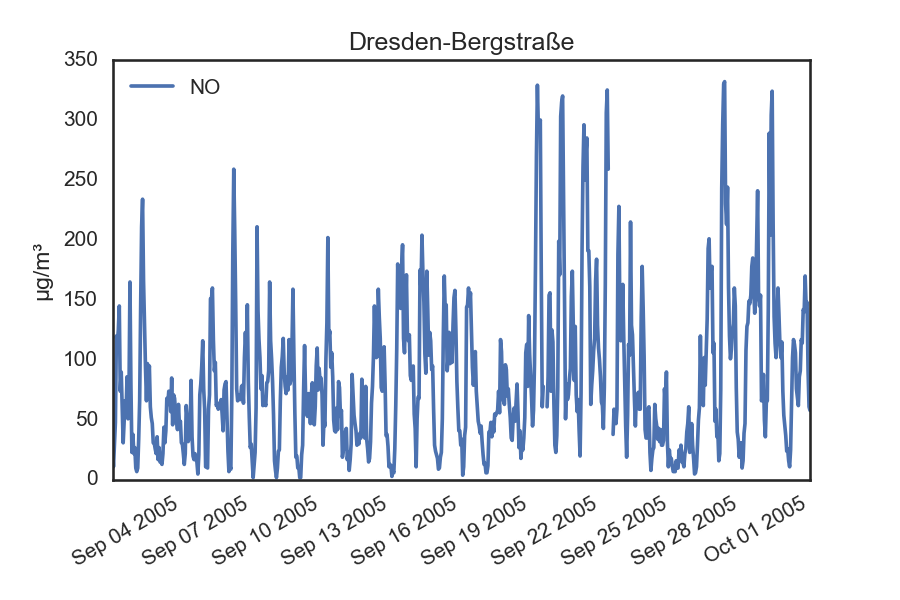 Dresden-Bergstraße
350
NO
300
250
200
µg/m³
150
100
50
0
Sep 04 2005
Sep 07 2005
Sep 10 2005
Sep 13 2005
Sep 16 2005
Sep 19 2005
Sep 22 2005
Sep 25 2005
Sep 28 2005
Oct 01 2005